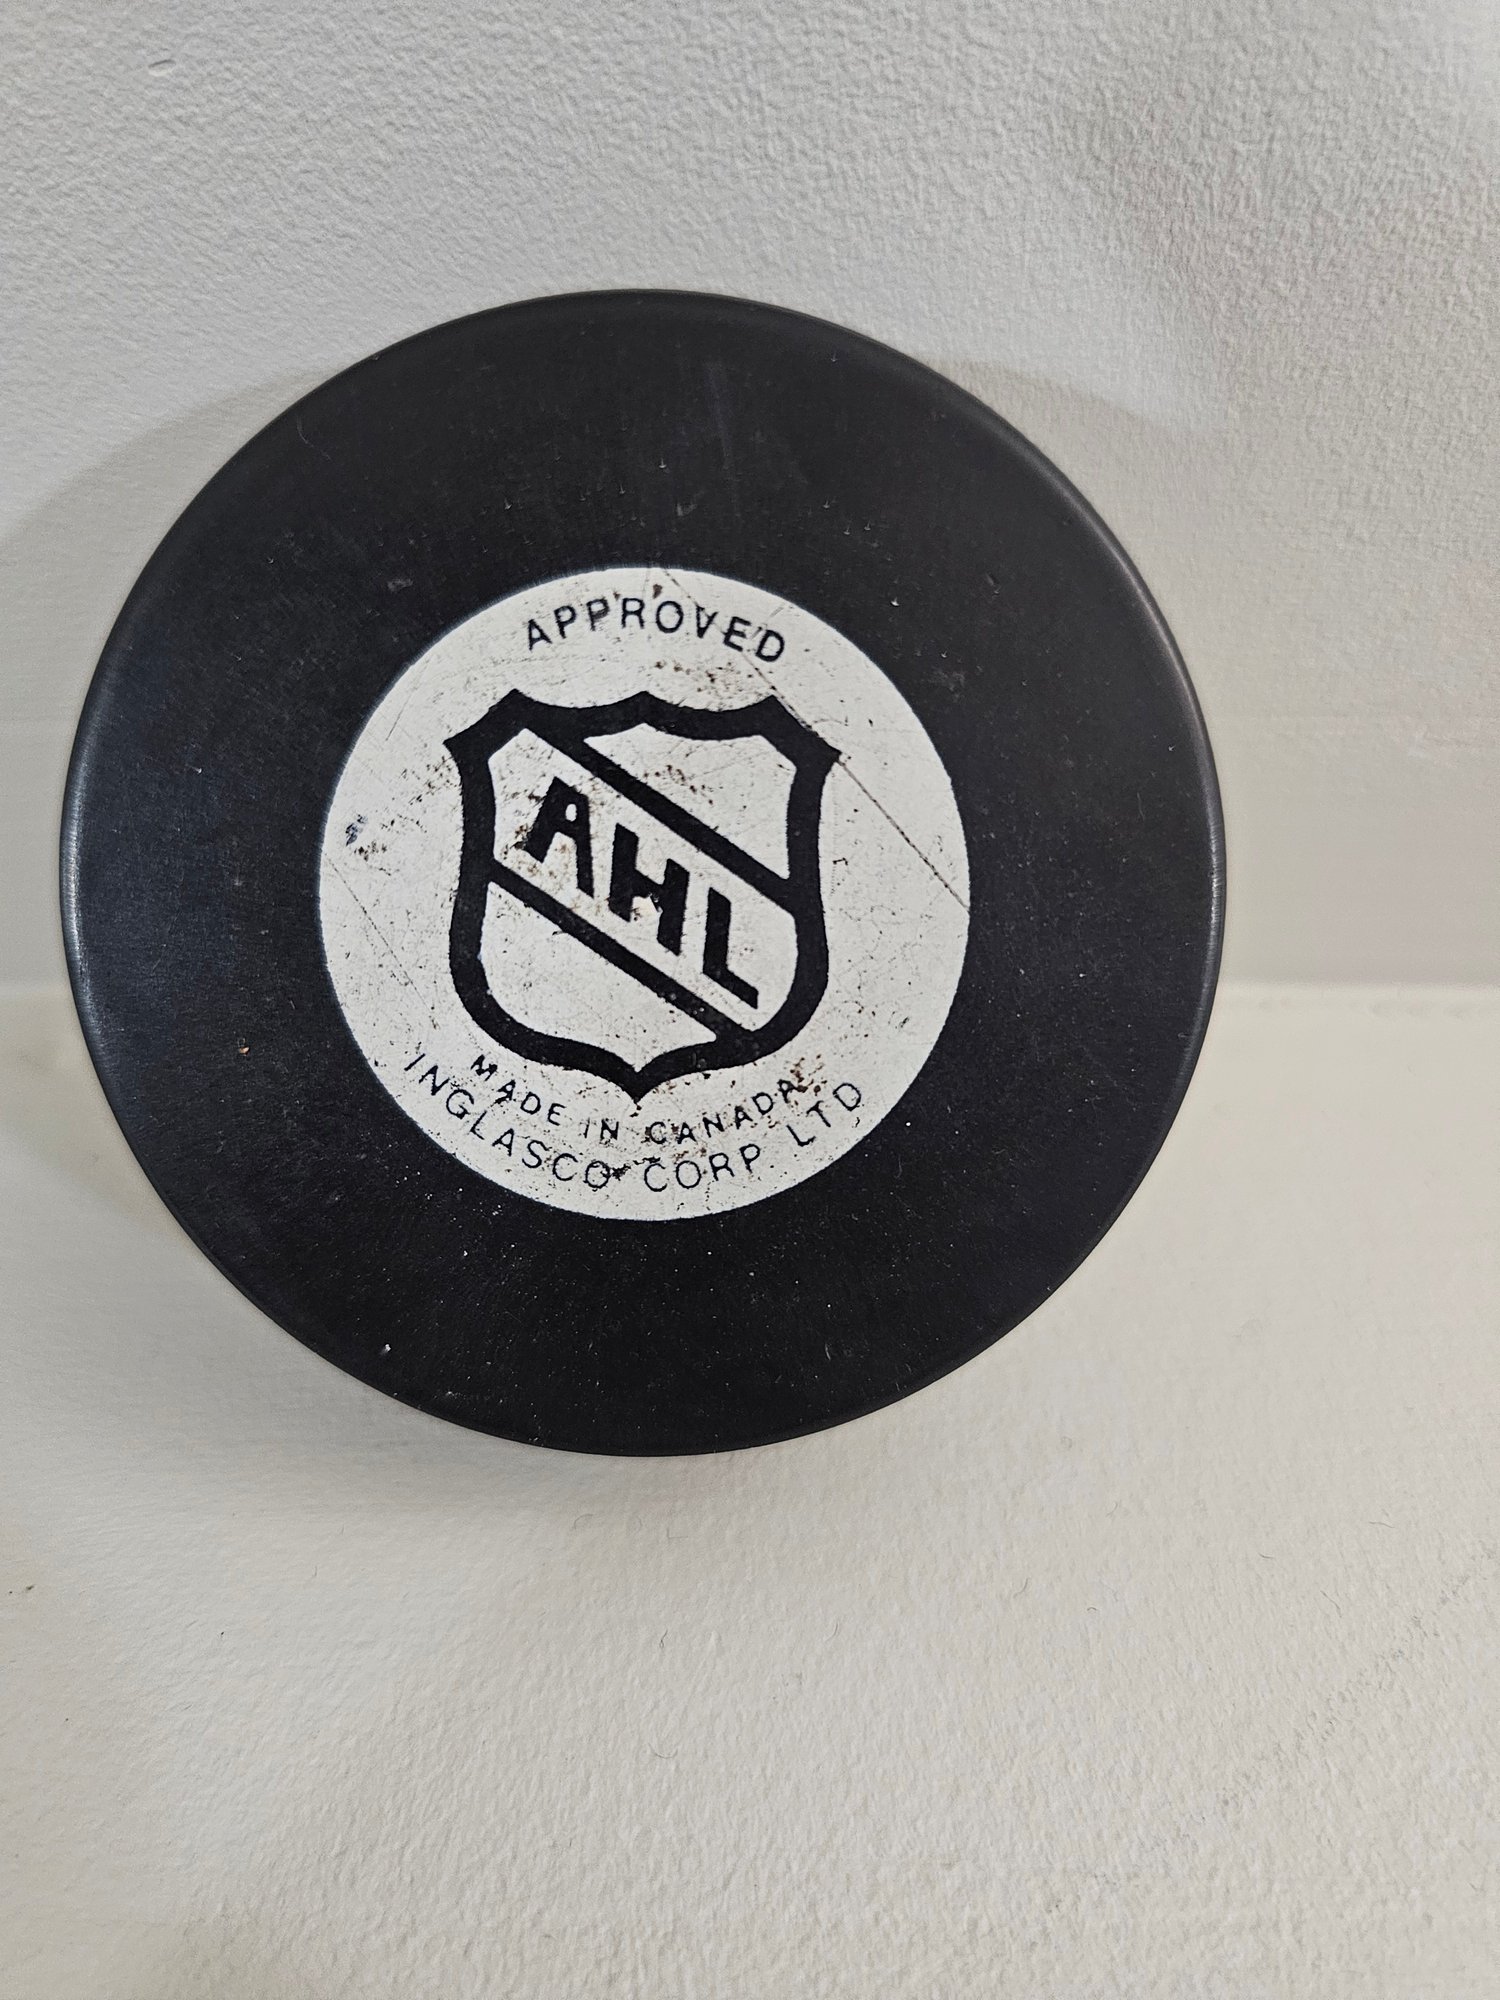 APPROVED
AHL
MADE IN CANADA
INGLASCO CORP. LTD